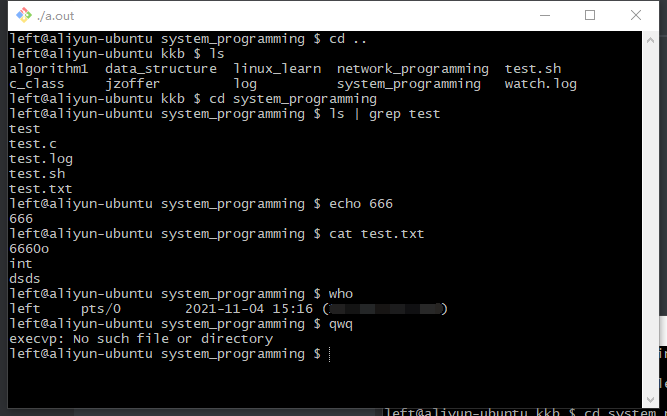 ./a.out
left@aliyun-ubuntu system_programming $ cd ..
left@aliyun-ubuntu kkb $ ls
algorithm1  data_structure  linux_learn  network_programming  test.sh
c_class     jzoffer         log          system_programming   watch.log
left@aliyun-ubuntu kkb $ cd system_programming
left@aliyun-ubuntu system_programming $ ls | grep test
test
test.c
test.log
test.sh
test.txt
left@aliyun-ubuntu system_programming $ echo 666
666
left@aliyun-ubuntu system_programming $ cat test.txt
6660o
int
dsds
left@aliyun-ubuntu system_programming $ who
left     pts/0        2021-11-04 15:16 ( )
left@aliyun-ubuntu system_programming $ qwq
execvp: No such file or directory
left@aliyun-ubuntu system_programming $
left@aliyun-ubuntu kkb $ cd system